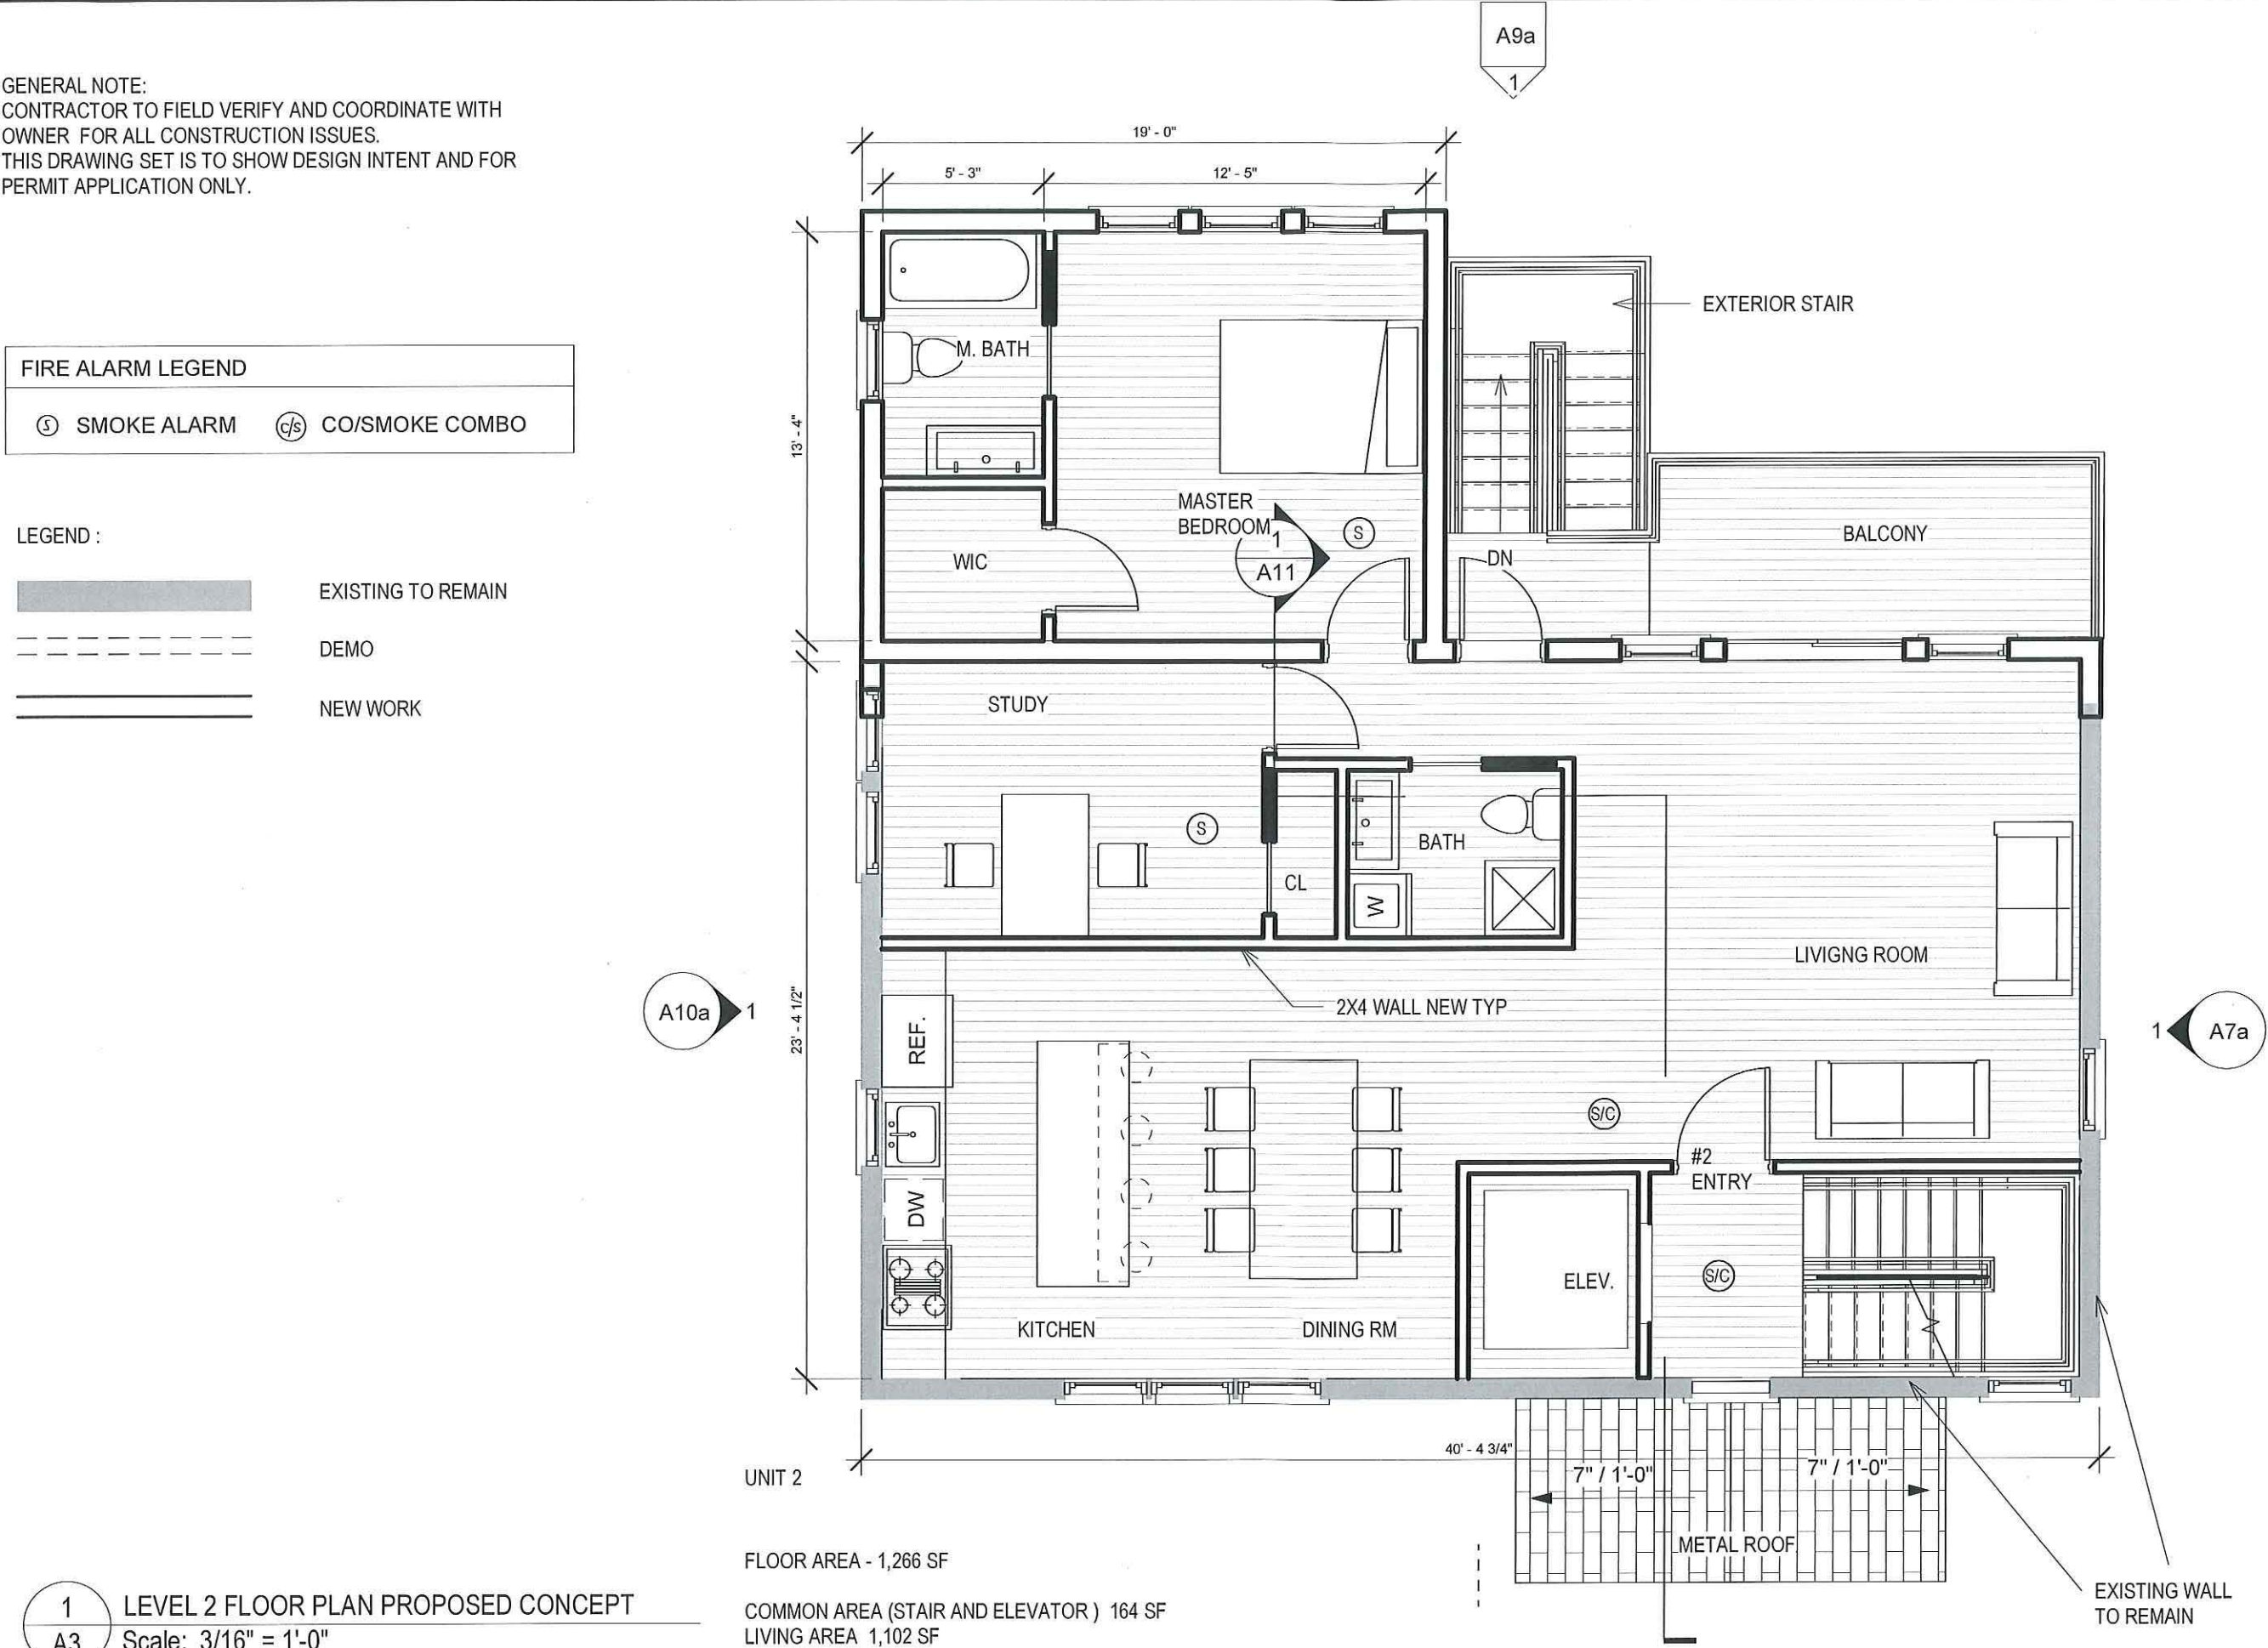 A9a
1
GENERAL NOTE:
CONTRACTOR TO FIELD VERIFY AND COORDINATE WITH
OWNER FOR ALL CONSTRUCTION ISSUES.
THIS DRAWING SET IS TO SHOW DESIGN INTENT AND FOR
PERMIT APPLICATION ONLY.
19' - 0"
5' - 3"
12' - 5"
EXTERIOR STAIR
M. BATH
FIRE ALARM LEGEND
S SMOKE ALARM c/s CO/SMOKE COMBO
13' - 4"
MASTER
BEDROOM
1
A11
S
BALCONY
DN
WIC
LEGEND :
EXISTING TO REMAIN
DEMO
NEW WORK
STUDY
S
BATH
CL
W
LIVIGNG ROOM
2X4 WALL NEW TYP
A10a 1
23' - 4 1/2"
REF.
1 A7a
S/C
#2
ENTRY
DW
ELEV.
S/C
KITCHEN
DINING RM
40' - 4 3/4"
7" / 1'-0"
7" / 1'-0"
METAL ROOF
UNIT 2
FLOOR AREA - 1,266 SF
COMMON AREA (STAIR AND ELEVATOR ) 164 SF
LIVING AREA 1,102 SF
EXISTING WALL
TO REMAIN
1
A3
LEVEL 2 FLOOR PLAN PROPOSED CONCEPT
Scale: 3/16" = 1'-0"